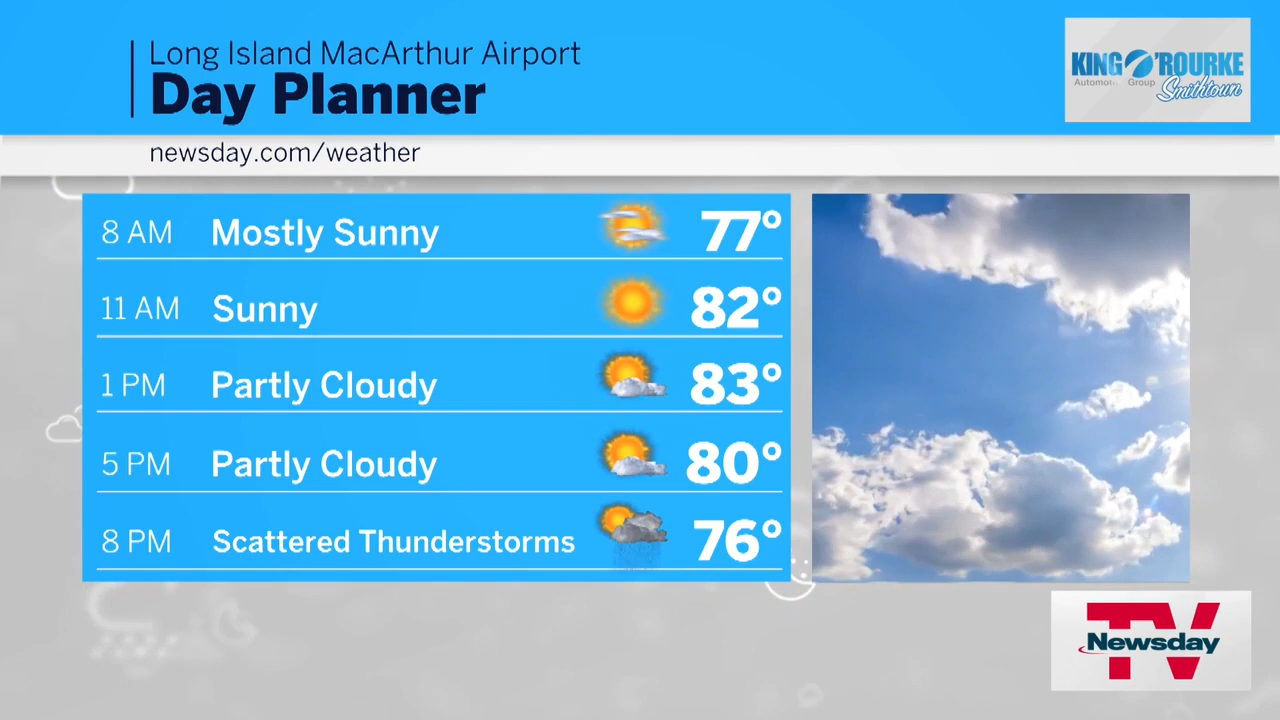 Long Island MacArthur Airport
Day Planner
KING O'ROURKE
Automotive Group
Smithtown
newsday.com/weather
8 AM Mostly Sunny 77°
11 AM Sunny 82°
1 PM Partly Cloudy 83°
5 PM Partly Cloudy 80°
8 PM Scattered Thunderstorms 76°
TV
Newsday